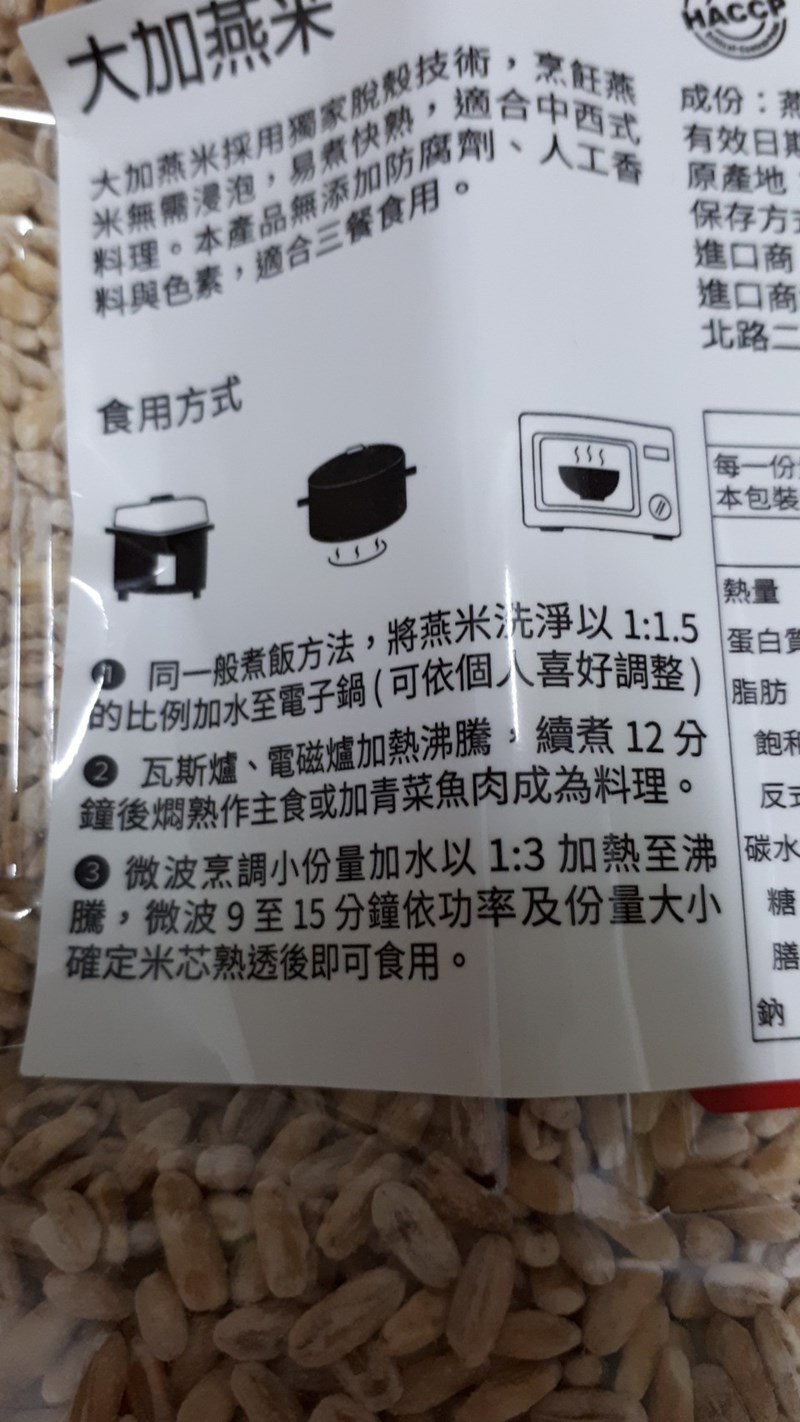 大加燕米
大加燕米採用獨家脫殼技術，烹飪燕
米無需浸泡，易煮快熟，適合中西式
料理。本產品無添加防腐劑、人工香
料與色素，適合三餐食用。
食用方式
❶ 同一般煮飯方法，將燕米洗淨以 1:1.5
的比例加水至電子鍋(可依個人喜好調整)
❷ 瓦斯爐、電磁爐加熱沸騰，續煮 12 分
鐘後燜熟作主食或加青菜魚肉成為料理。
❸ 微波烹調小份量加水以 1:3 加熱至沸
騰，微波 9 至 15 分鐘依功率及份量大小
確定米芯熟透後即可食用。
HACCP
成份：燕
有效日期
原產地
保存方式
進口商
進口商
北路二
每一份
本包裝
熱量
蛋白質
脂肪
飽和
反式
碳水
糖
膳
鈉